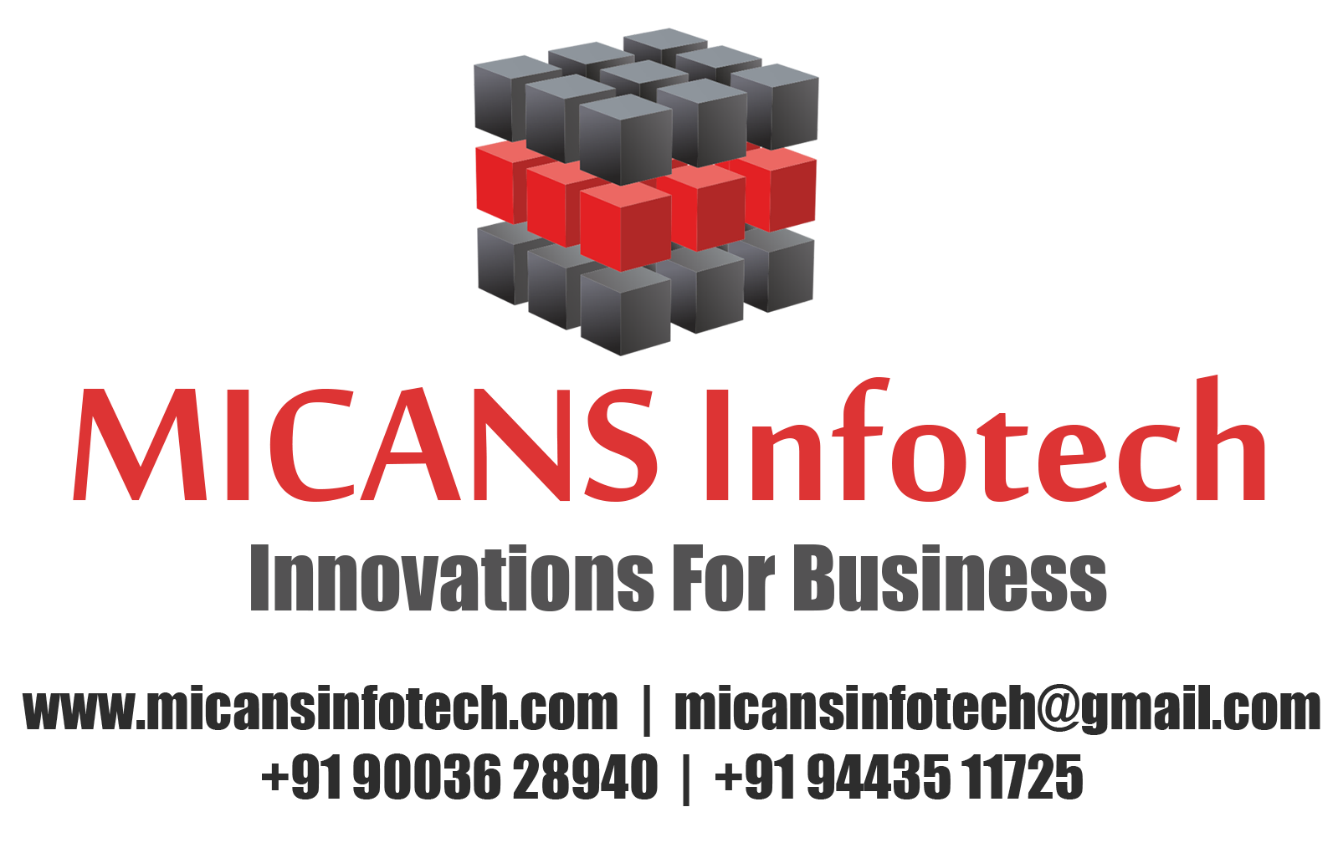 MICANS Infotech
Innovations For Business
www.micansinfotech.com | micansinfotech@gmail.com
+91 90036 28940 | +91 94435 11725